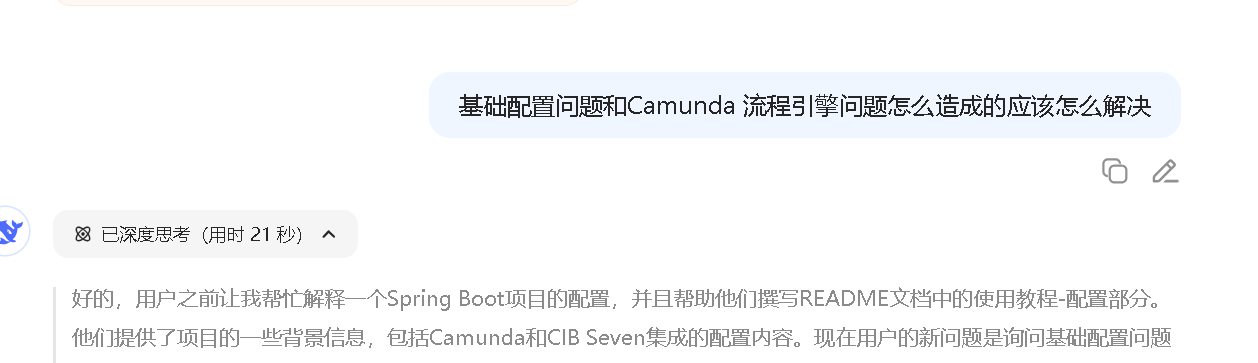 基础配置问题和Camunda 流程引擎问题怎么造成的应该怎么解决
已深度思考（用时 21 秒）
好的，用户之前让我帮忙解释一个Spring Boot项目的配置，并且帮助他们撰写README文档中的使用教程-配置部分。
他们提供了项目的一些背景信息，包括Camunda和CIB Seven集成的配置内容。现在用户的新问题是询问基础配置问题